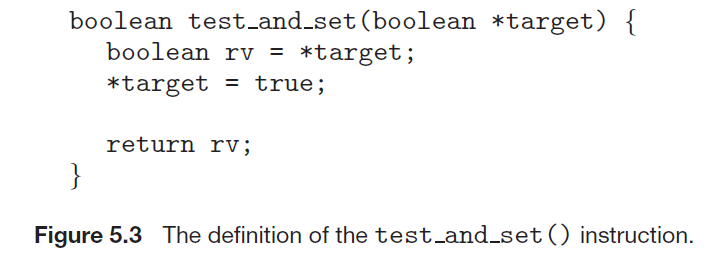 boolean test_and_set(boolean *target) {
boolean rv = *target;
*target = true;
return rv;
}
Figure 5.3 The definition of the test_and_set() instruction.